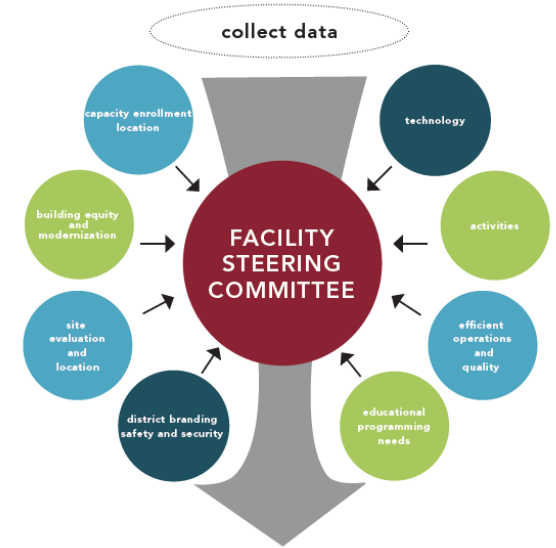 collect data
capacity enrollment
location
technology
building equity
and
modernization
activities
FACILITY
STEERING
COMMITTEE
site
evaluation
and
location
efficient
operations
and
quality
district branding
safety and security
educational
programming
needs